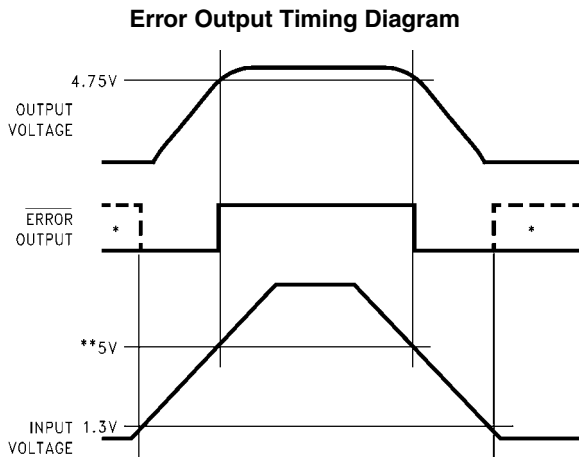 Error Output Timing Diagram
4.75V
OUTPUT
VOLTAGE
ERROR
OUTPUT
*
*
**5V
INPUT 1.3V
VOLTAGE